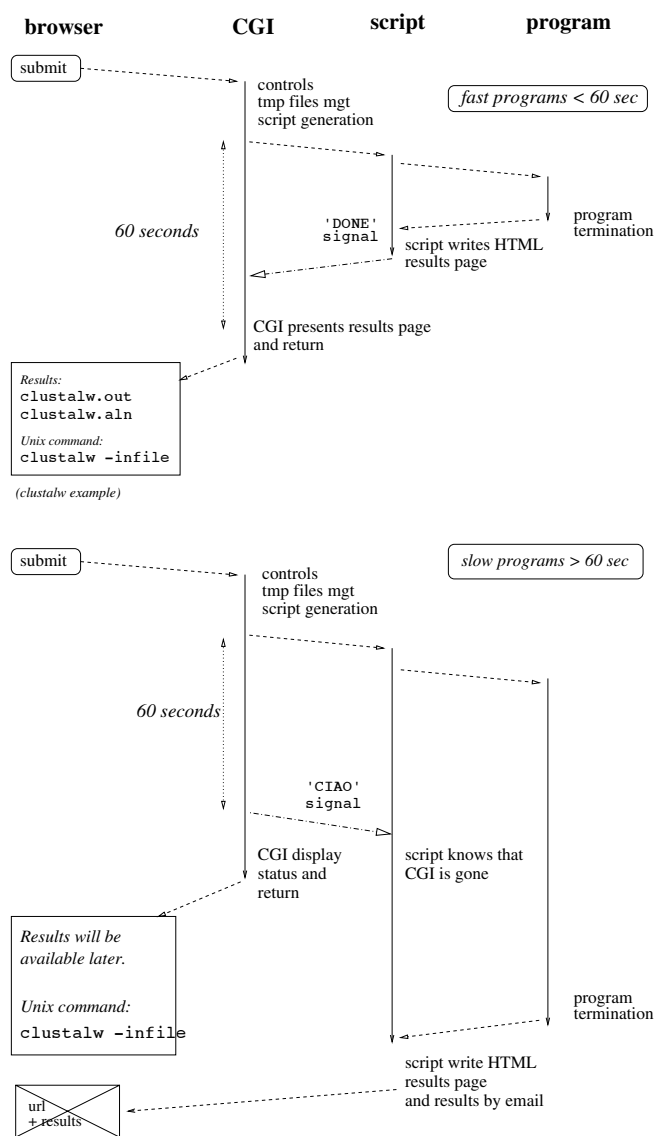 browser CGI script program
submit
controls
tmp files mgt
script generation
fast programs < 60 sec
60 seconds
'DONE'
signal
program
termination
script writes HTML
results page
CGI presents results page
and return
Results:
clustalw.out
clustalw.aln
Unix command:
clustalw -infile
(clustalw example)
submit
controls
tmp files mgt
script generation
slow programs > 60 sec
60 seconds
'CIAO'
signal
CGI display
status and
return
script knows that
CGI is gone
Results will be
available later.
Unix command:
clustalw -infile
program
termination
script write HTML
results page
and results by email
url
+ results